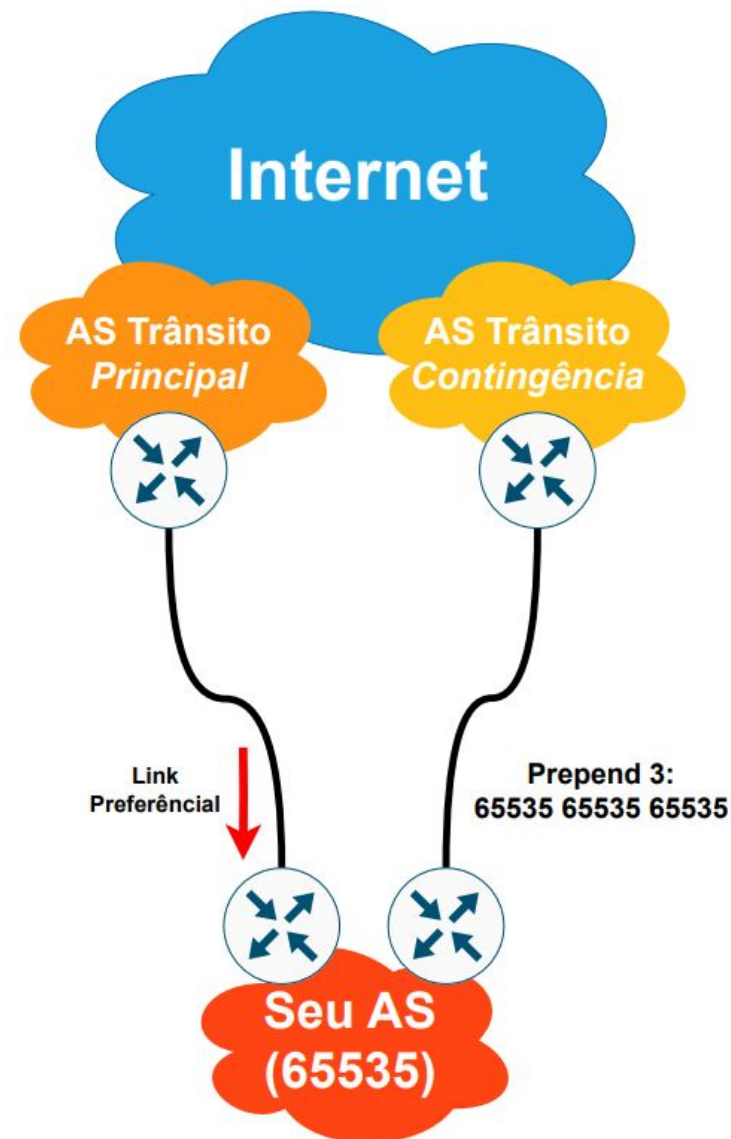 Internet
AS Trânsito
Principal
AS Trânsito
Contingência
Link
Preferêncial
Prepend 3:
65535 65535 65535
Seu AS
(65535)